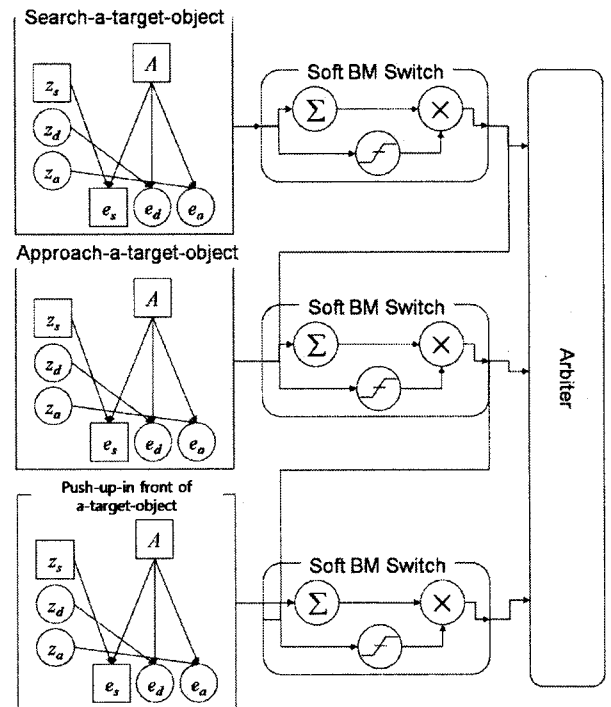 Search-a-target-object
A
z_s
z_d
z_a
e_s e_d e_a
Soft BM Switch
Σ ×
Approach-a-target-object
A
z_s
z_d
z_a
e_s e_d e_a
Soft BM Switch
Σ ×
Push-up-in front of
a-target-object
A
z_s
z_d
z_a
e_s e_d e_a
Soft BM Switch
Σ ×
Arbiter